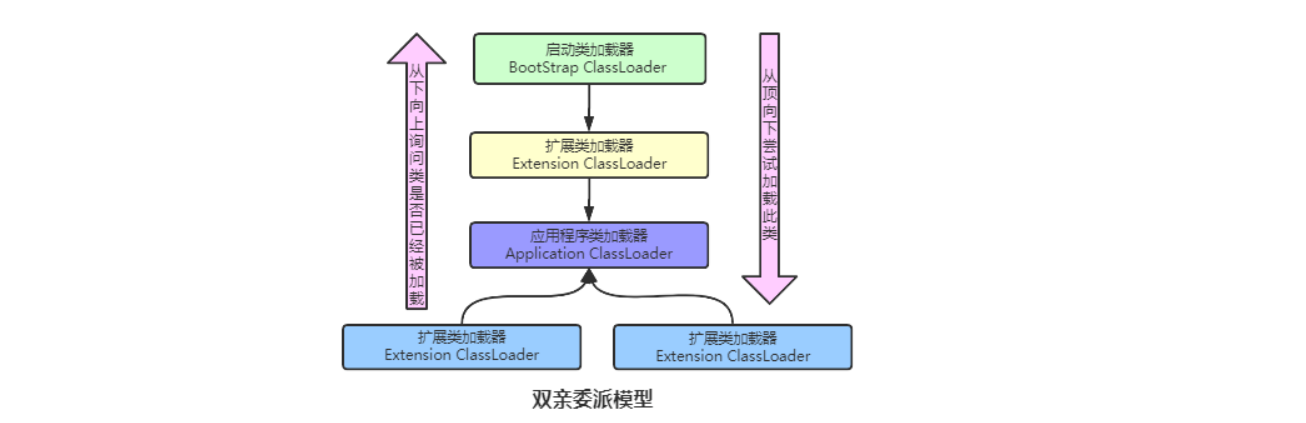 启动类加载器
BootStrap ClassLoader
从下向上询问类是否已经被加载
从顶向下尝试加载此类
扩展类加载器
Extension ClassLoader
应用程序类加载器
Application ClassLoader
扩展类加载器
Extension ClassLoader
扩展类加载器
Extension ClassLoader
双亲委派模型